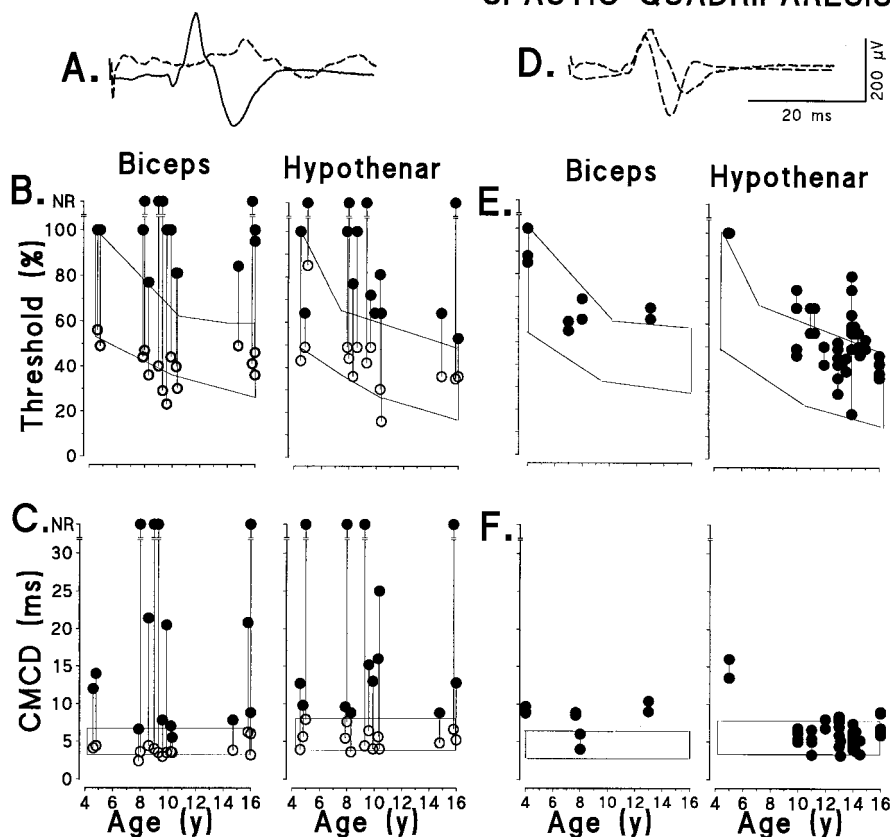 A.
D.
200 μV
20 ms
Biceps
Hypothenar
Biceps
Hypothenar
B.
E.
NR
100
80
60
40
20
0
Threshold (%)
C.
F.
NR
30
25
20
15
10
5
0
CMCD (ms)
4 6 8 10 12 14 16
4 6 8 10 12 14 16
4 6 8 10 12 14 16
4 6 8 10 12 14 16
Age (y)
Age (y)
Age (y)
Age (y)